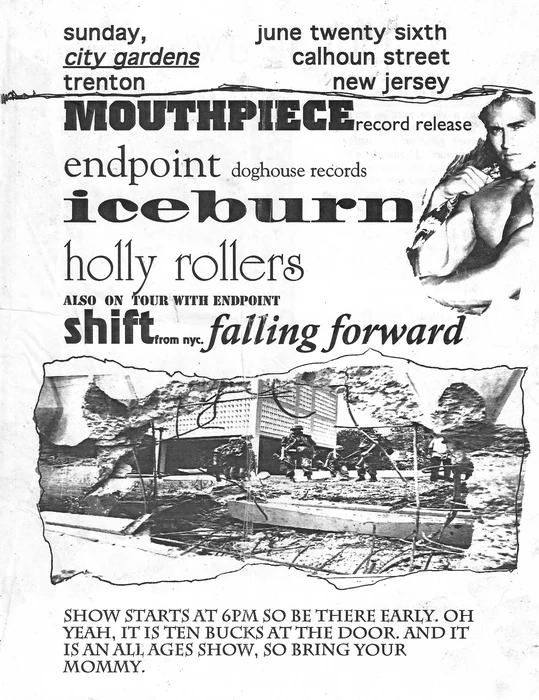 sunday, june twenty sixth
city gardens calhoun street
trenton new jersey
MOUTHPIECE record release
endpoint doghouse records
iceburn
holly rollers
ALSO ON TOUR WITH ENDPOINT
shift from nyc. falling forward
SHOW STARTS AT 6PM SO BE THERE EARLY. OH
YEAH, IT IS TEN BUCKS AT THE DOOR. AND IT
IS AN ALL AGES SHOW, SO BRING YOUR
MOMMY.